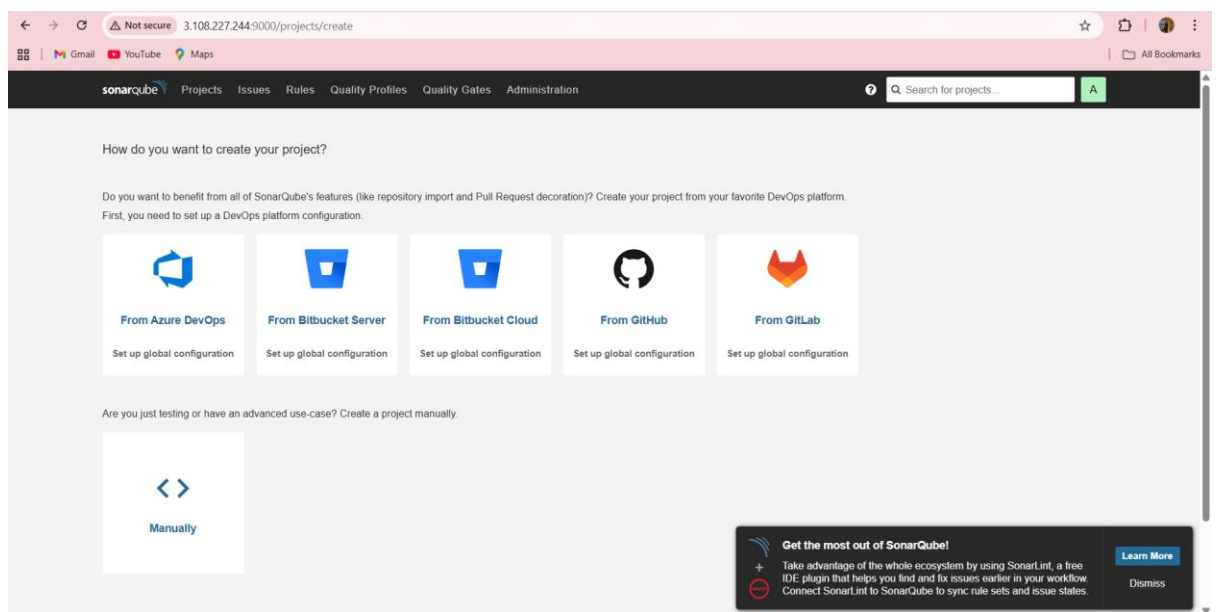 Not secure 3.108.227.244:9000/projects/create
Gmail YouTube Maps All Bookmarks
sonarqube Projects Issues Rules Quality Profiles Quality Gates Administration ? Search for projects... A
How do you want to create your project?
Do you want to benefit from all of SonarQube's features (like repository import and Pull Request decoration)? Create your project from your favorite DevOps platform.
First, you need to set up a DevOps platform configuration.
From Azure DevOps From Bitbucket Server From Bitbucket Cloud From GitHub From GitLab
Set up global configuration Set up global configuration Set up global configuration Set up global configuration Set up global configuration
Are you just testing or have an advanced use-case? Create a project manually.
Manually
Get the most out of SonarQube!
Take advantage of the whole ecosystem by using SonarLint, a free
IDE plugin that helps you find and fix issues earlier in your workflow.
Connect SonarLint to SonarQube to sync rule sets and issue states.
Learn More
Dismiss